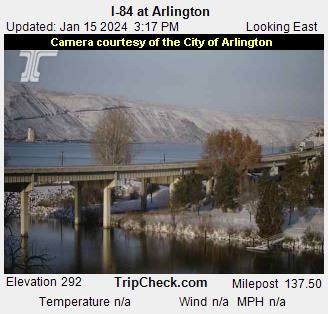 I-84 at Arlington
Updated: Jan 15 2024 3:17 PM Looking East
Camera courtesy of the City of Arlington
Elevation 292 TripCheck.com Milepost 137.50
Temperature n/a Wind n/a MPH n/a